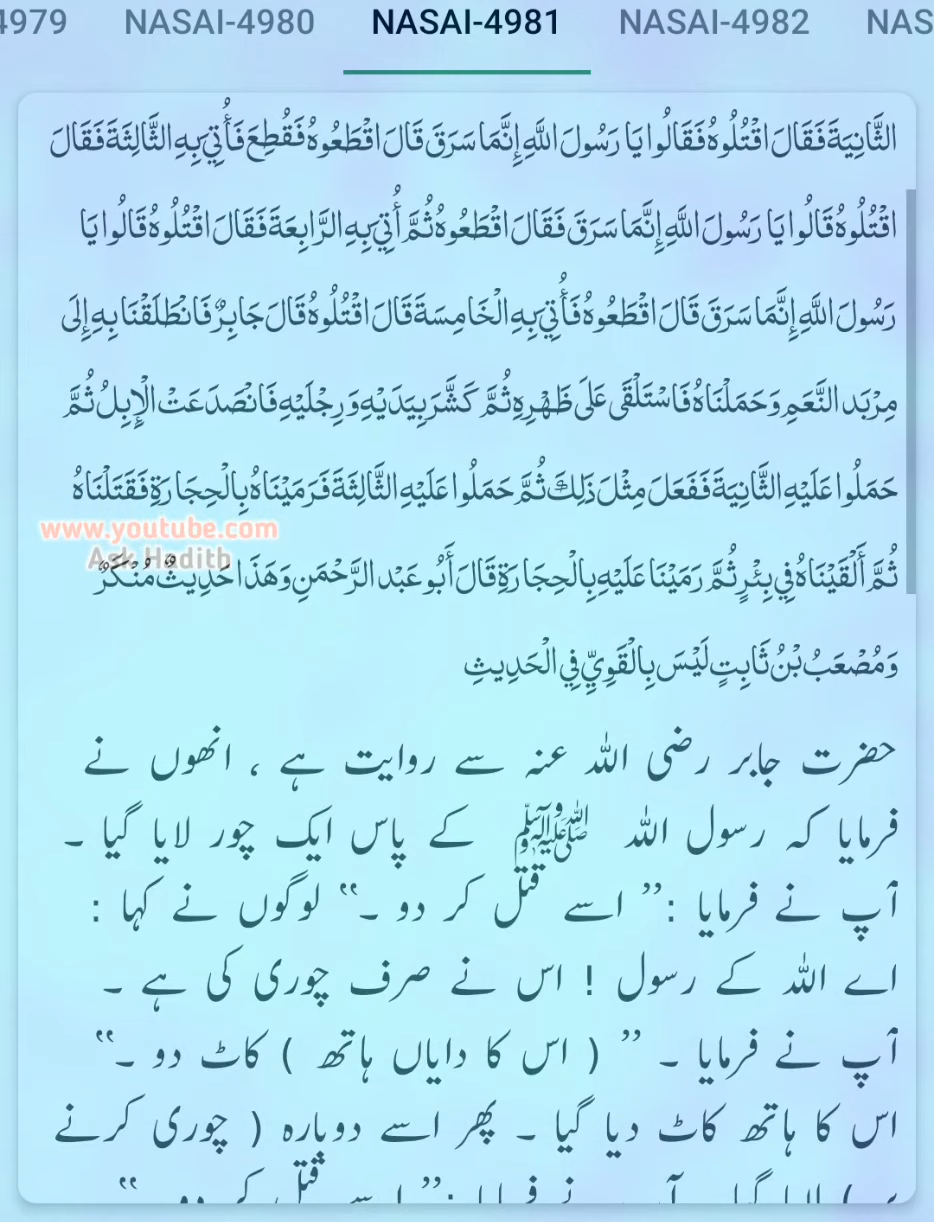 4979 NASAI-4980 NASAI-4981 NASAI-4982 NAS
الثَّانِيَةَ فَقَالَ اقْتُلُوهُ فَقَالُوا يَا رَسُولَ اللَّهِ إِنَّمَا سَرَقَ قَالَ اقْطَعُوهُ فَقُطِعَ فَأُتِيَ بِهِ الثَّالِثَةَ فَقَالَ
اقْتُلُوهُ قَالُوا يَا رَسُولَ اللَّهِ إِنَّمَا سَرَقَ فَقَالَ اقْطَعُوهُ ثُمَّ أُتِيَ بِهِ الرَّابِعَةَ فَقَالَ اقْتُلُوهُ قَالُوا يَا
رَسُولَ اللَّهِ إِنَّمَا سَرَقَ قَالَ اقْطَعُوهُ فَأُتِيَ بِهِ الْخَامِسَةَ قَالَ اقْتُلُوهُ قَالَ جَابِرٌ فَانْطَلَقْنَا بِهِ إِلَى
مِرْبَدِ النَّعَمِ وَحَمَلْنَاهُ فَاسْتَلْقَى عَلَى ظَهْرِهِ ثُمَّ كَشَّرَ بِيَدَيْهِ وَرِجْلَيْهِ فَانْصَدَعَتْ الْإِبِلُ ثُمَّ
حَمَلُوا عَلَيْهِ الثَّانِيَةَ فَفَعَلَ مِثْلَ ذَلِكَ ثُمَّ حَمَلُوا عَلَيْهِ الثَّالِثَةَ فَرَمَيْنَاهُ بِالْحِجَارَةِ فَقَتَلْنَاهُ
www.youtube.com
Ask Hadith
ثُمَّ أَلْقَيْنَاهُ فِي بِئْرٍ ثُمَّ رَمَيْنَا عَلَيْهِ بِالْحِجَارَةِ قَالَ أَبُو عَبْد الرَّحْمَنِ وَهَذَا حَدِيثٌ مُنْكَرٌ
وَمُصْعَبُ بْنُ ثَابِتٍ لَيْسَ بِالْقَوِيِّ فِي الْحَدِيثِ
حضرت جابر رضی اللہ عنہ سے روایت ہے ، انھوں نے
فرمایا کہ رسول اللہ ﷺ کے پاس ایک چور لایا گیا ۔
آپ نے فرمایا :’’ اسے قتل کر دو ۔‘‘ لوگوں نے کہا :
اے اللہ کے رسول ! اس نے صرف چوری کی ہے ۔
آپ نے فرمایا ۔ ’’ ( اس کا دایاں ہاتھ ) کاٹ دو ۔‘‘
اس کا ہاتھ کاٹ دیا گیا ۔ پھر اسے دوبارہ ( چوری کرنے